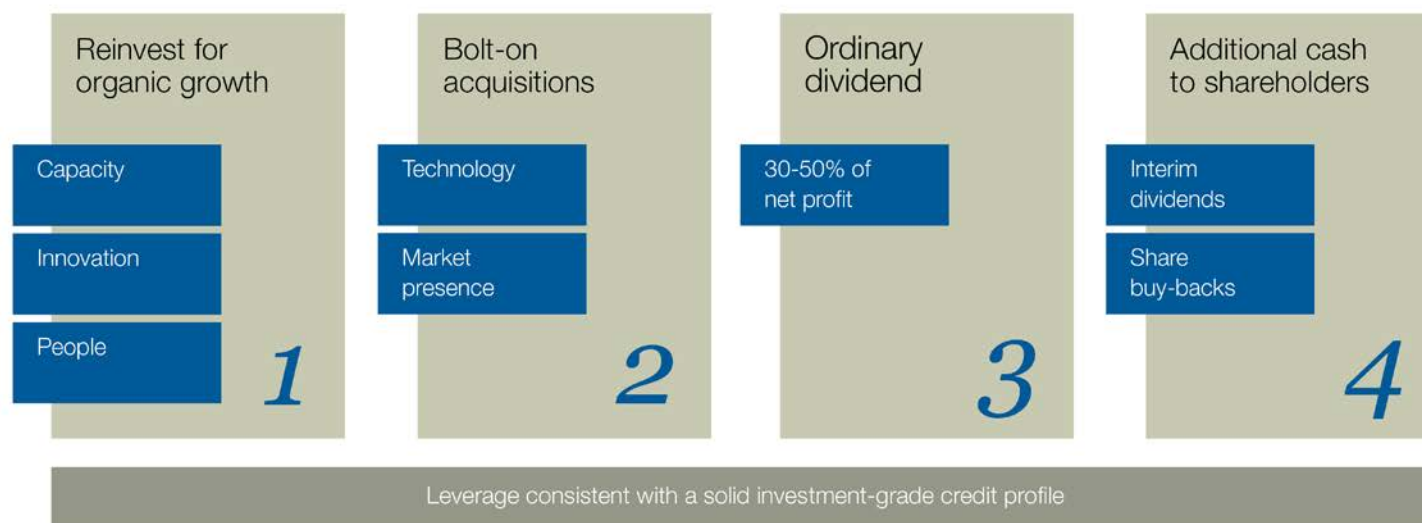 Reinvest for
organic growth
Capacity
Innovation
People
1
Bolt-on
acquisitions
Technology
Market
presence
2
Ordinary
dividend
30-50% of
net profit
3
Additional cash
to shareholders
Interim
dividends
Share
buy-backs
4
Leverage consistent with a solid investment-grade credit profile